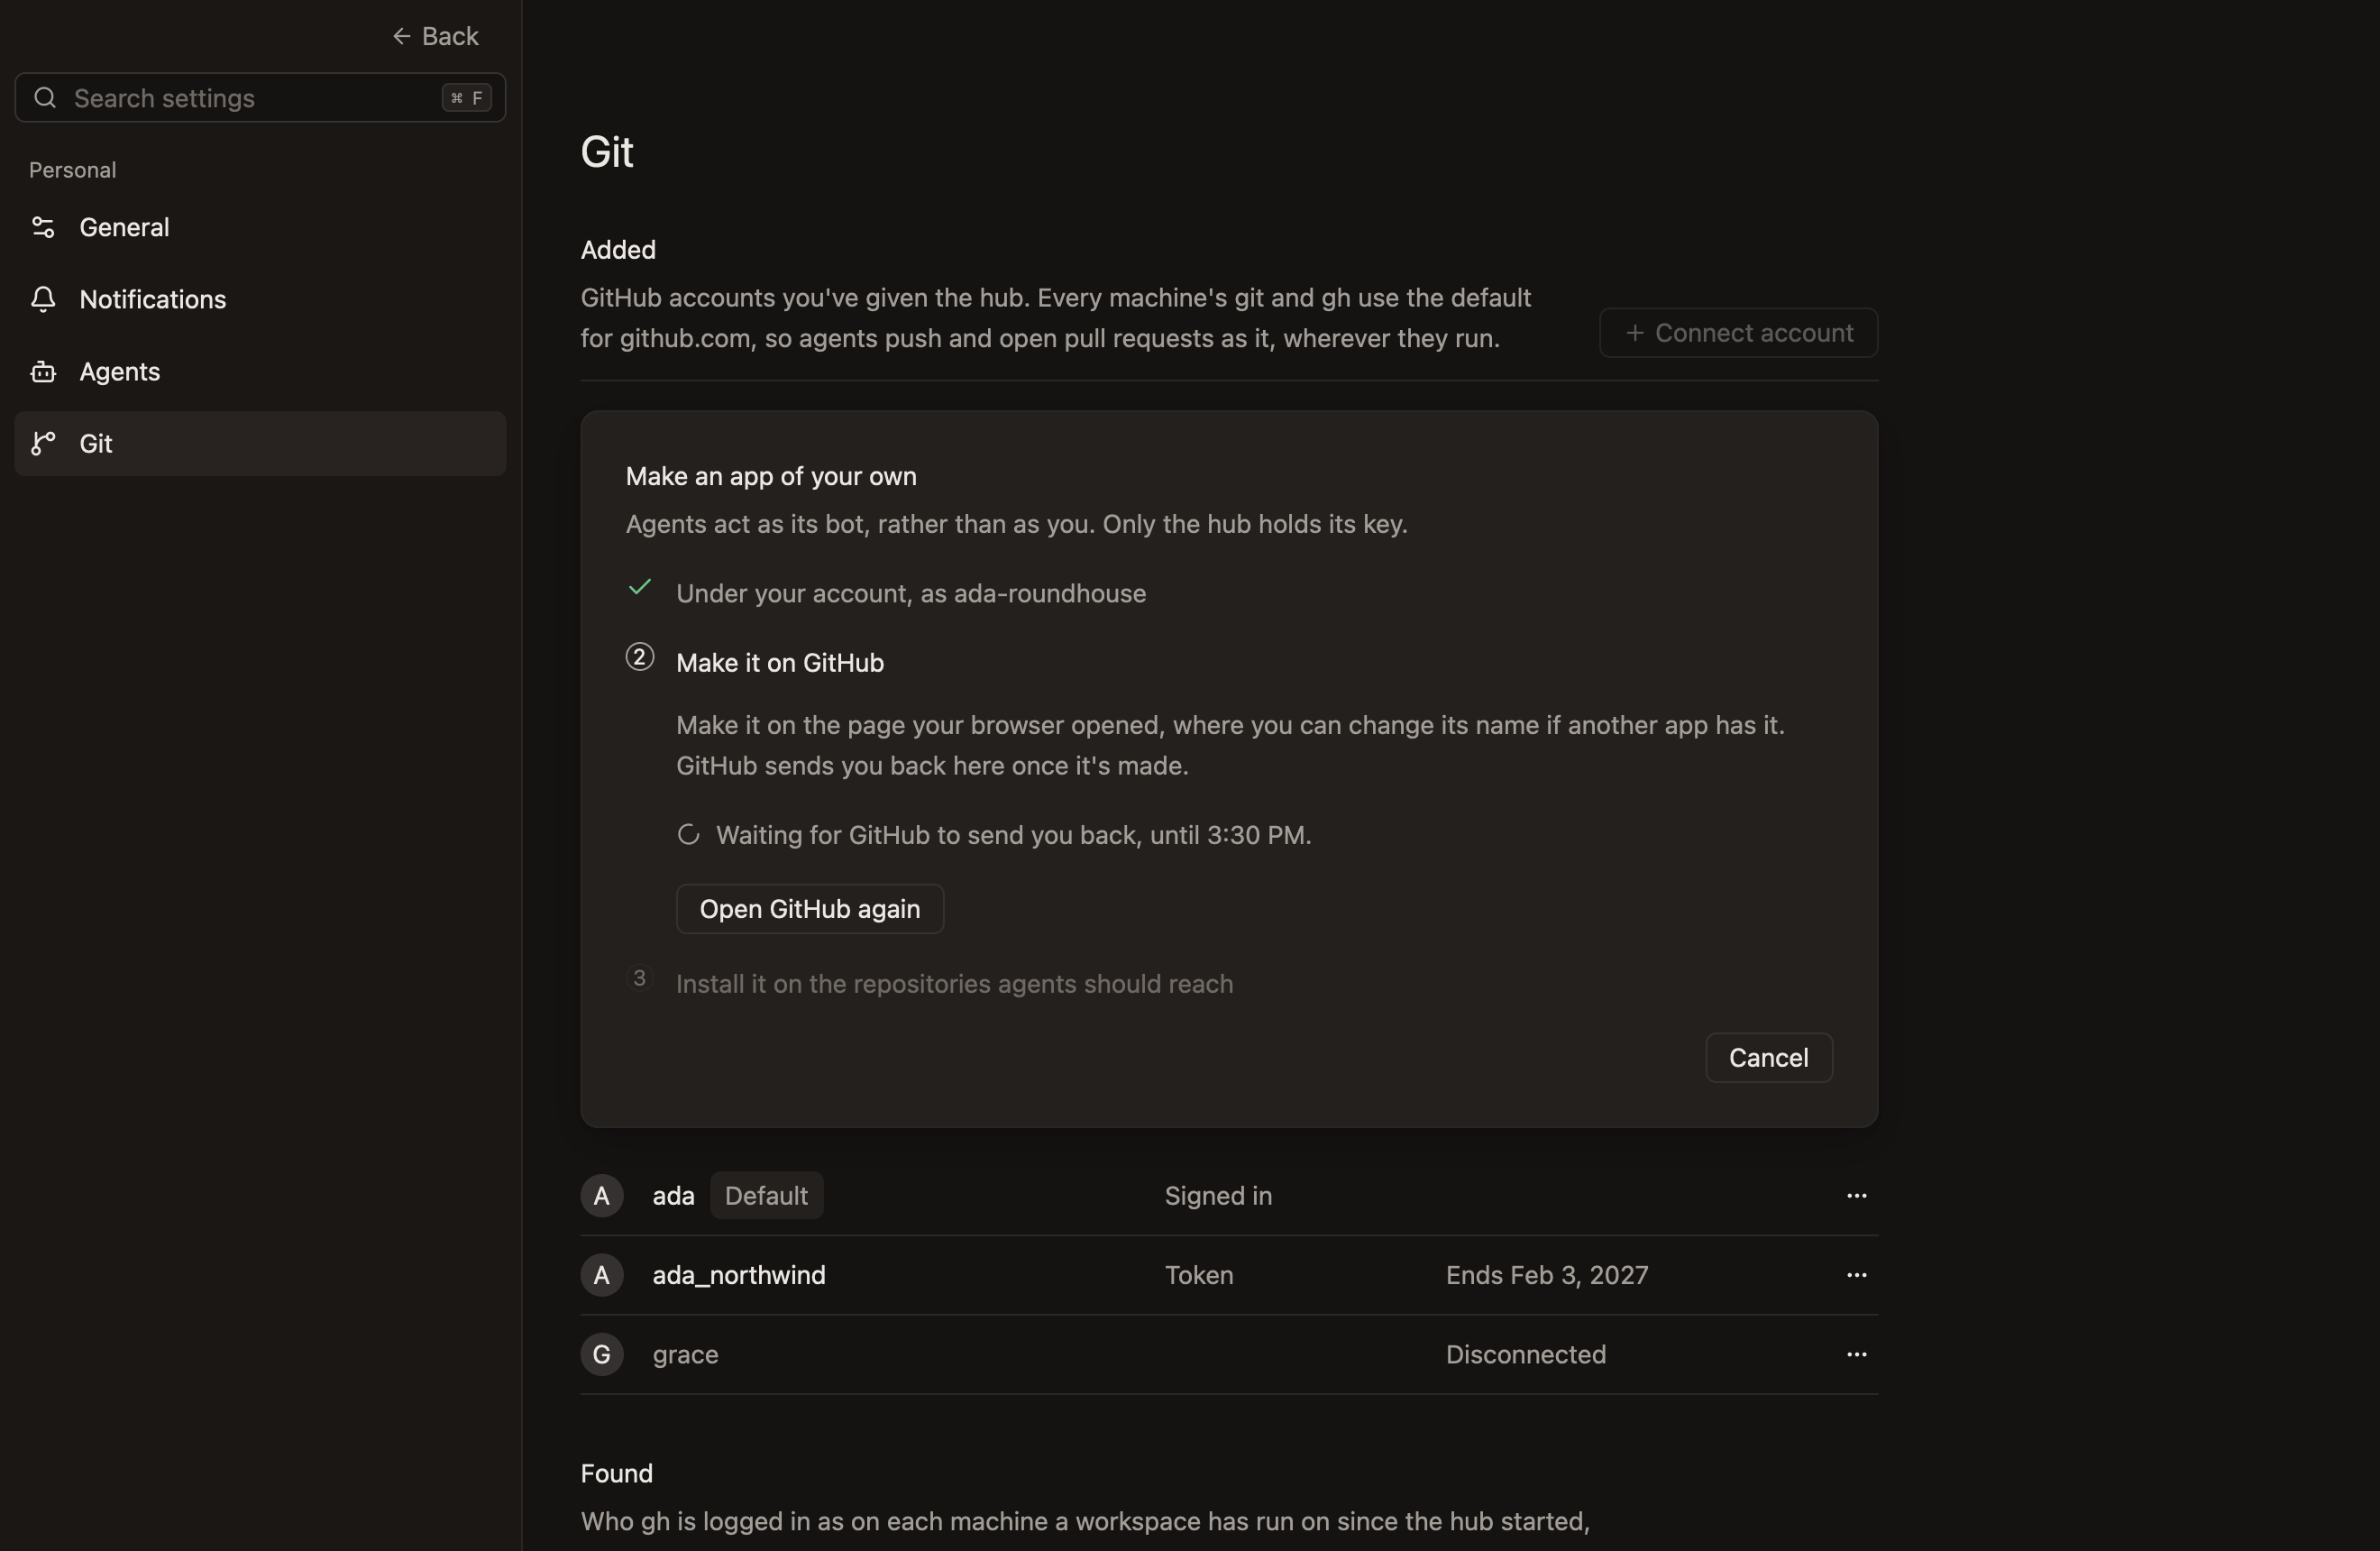 Back
Search settings
⌘ F
Personal
General
Notifications
Agents
Git
Git
Added
GitHub accounts you've given the hub. Every machine's git and gh use the default
for github.com, so agents push and open pull requests as it, wherever they run.
Connect account
Make an app of your own
Agents act as its bot, rather than as you. Only the hub holds its key.
Under your account, as ada-roundhouse
2 Make it on GitHub
Make it on the page your browser opened, where you can change its name if another app has it.
GitHub sends you back here once it's made.
Waiting for GitHub to send you back, until 3:30 PM.
Open GitHub again
3 Install it on the repositories agents should reach
Cancel
A ada Default Signed in
A ada_northwind Token Ends Feb 3, 2027
G grace Disconnected
Found
Who gh is logged in as on each machine a workspace has run on since the hub started,